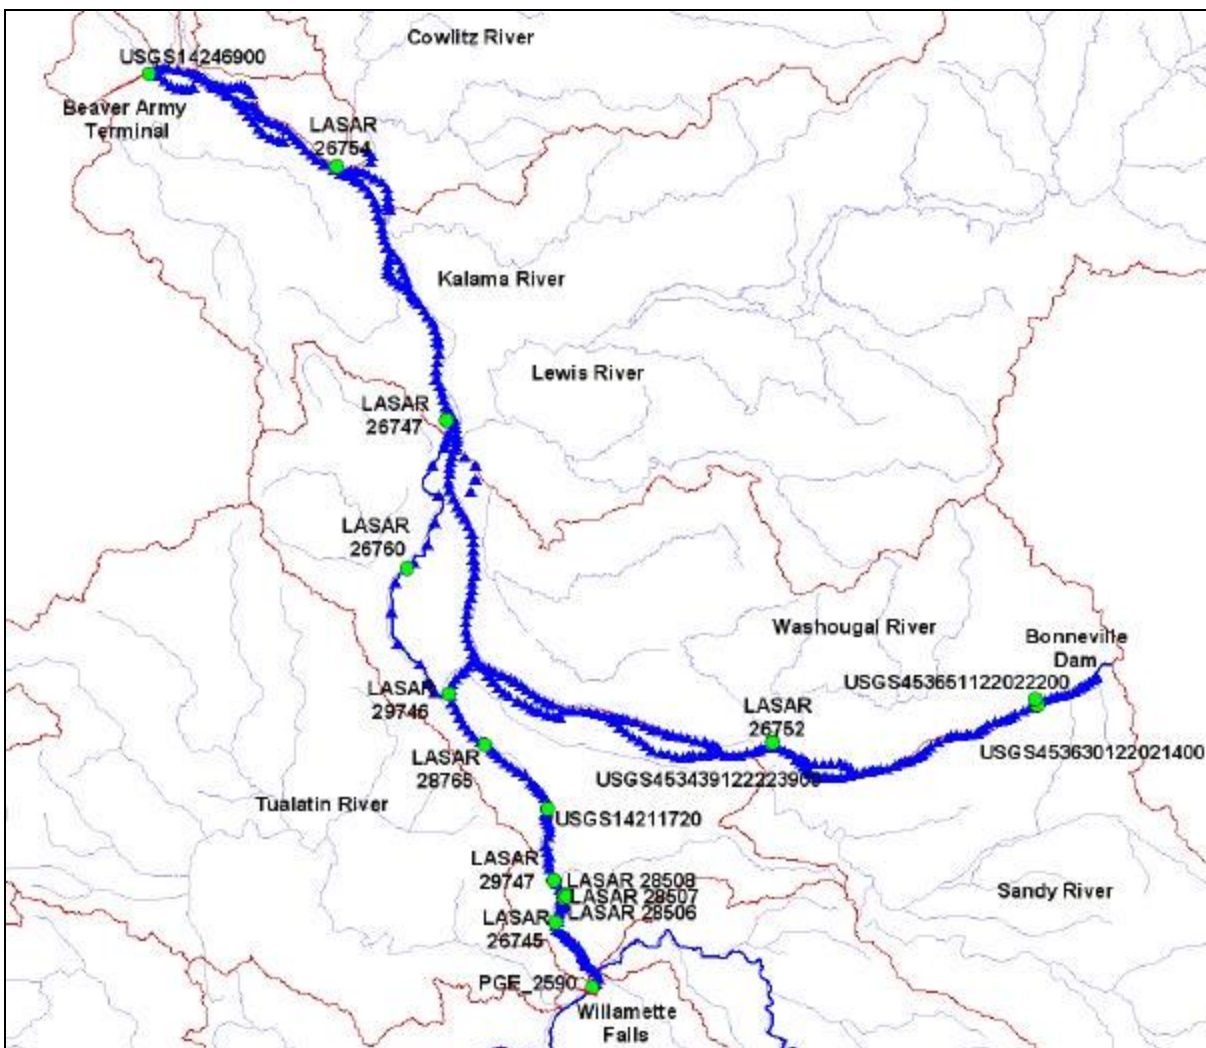 Cowlitz River
USGS14246900
Beaver Army
Terminal
LASAR
26754
Kalama River
Lewis River
LASAR
26747
LASAR
26760
Washougal River
Bonneville
Dam
LASAR
29746
USGS453651122022200
LASAR
26752
LASAR
28765
USGS453439122223900
USGS453630122021400
Tualatin River
USGS14211720
LASAR
29747
LASAR 28508
LASAR 28507
LASAR 28506
Sandy River
LASAR
26745
PGE_2590
Willamette
Falls